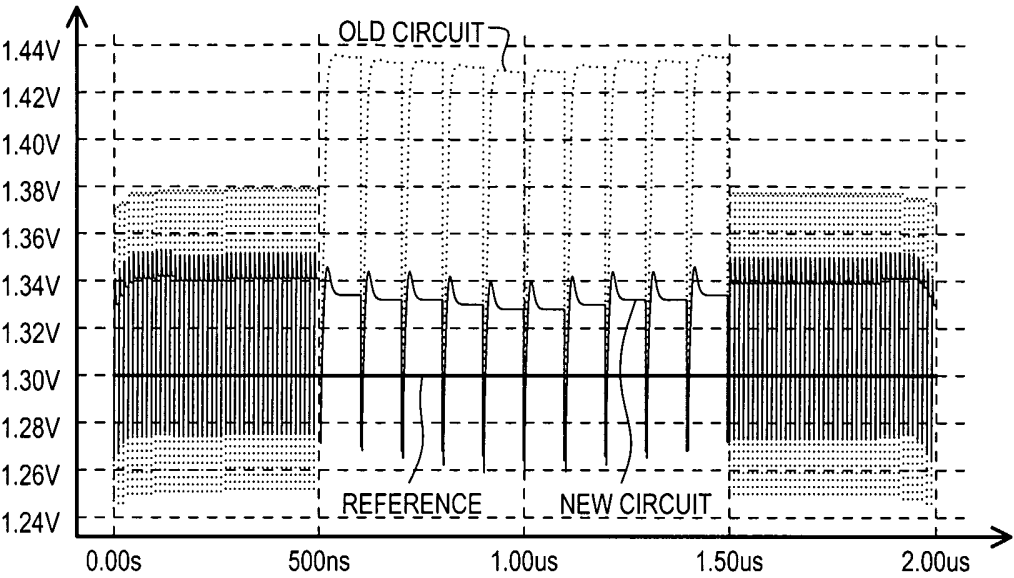 OLD CIRCUIT
1.44V
1.42V
1.40V
1.38V
1.36V
1.34V
1.32V
1.30V
1.28V
1.26V
1.24V
REFERENCE
NEW CIRCUIT
0.00s
500ns
1.00us
1.50us
2.00us